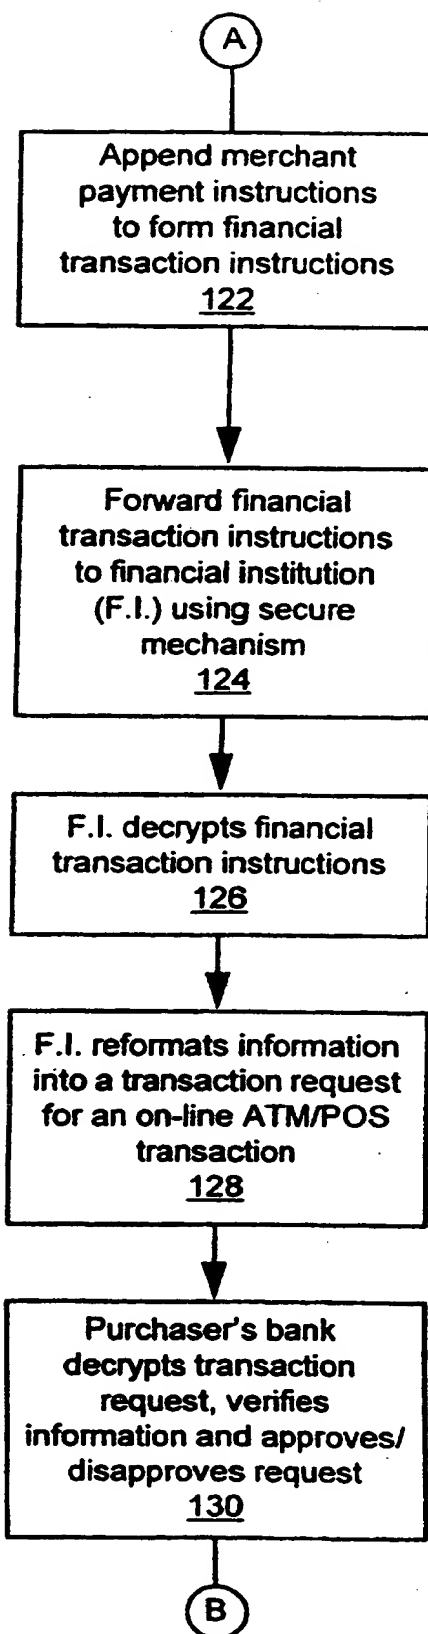 A
Append merchant
payment instructions
to form financial
transaction instructions
122
Forward financial
transaction instructions
to financial institution
(F.I.) using secure
mechanism
124
F.I. decrypts financial
transaction instructions
126
F.I. reformats information
into a transaction request
for an on-line ATM/POS
transaction
128
Purchaser's bank
decrypts transaction
request, verifies
information and approves/
disapproves request
130
B